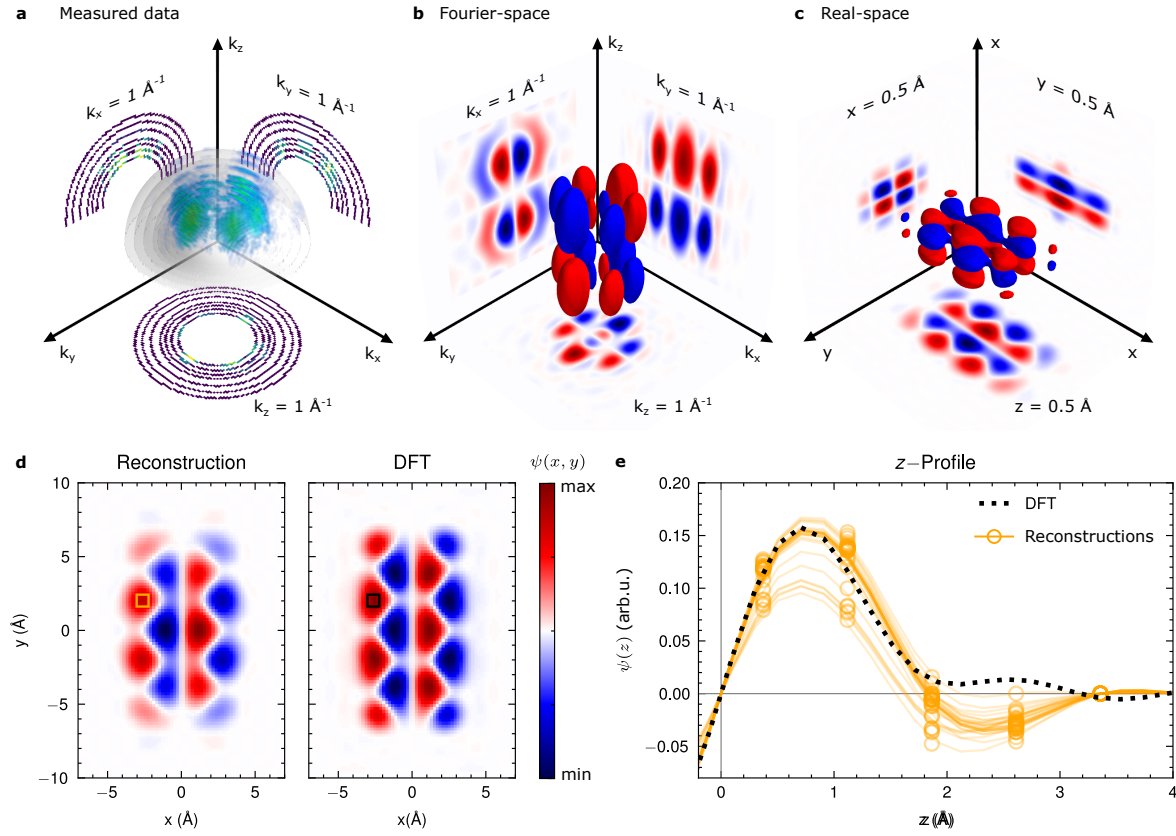 a Measured data
k_z
k_x = 1 Å⁻¹
k_y = 1 Å⁻¹
k_y
k_x
k_z = 1 Å⁻¹
b Fourier-space
k_z
k_x = 1 Å⁻¹
k_y = 1 Å⁻¹
k_y
k_x
k_z = 1 Å⁻¹
c Real-space
x
x = 0.5 Å
y = 0.5 Å
y
x
z = 0.5 Å
d
Reconstruction
DFT
ψ(x, y)
max
min
10
5
0
−5
−10
y (Å)
−5 0 5
x (Å)
−5 0 5
x(Å)
e
z−Profile
DFT
Reconstructions
0.20
0.15
0.10
0.05
0.00
−0.05
ψ(z) (arb.u.)
0 1 2 3 4
z (Å)